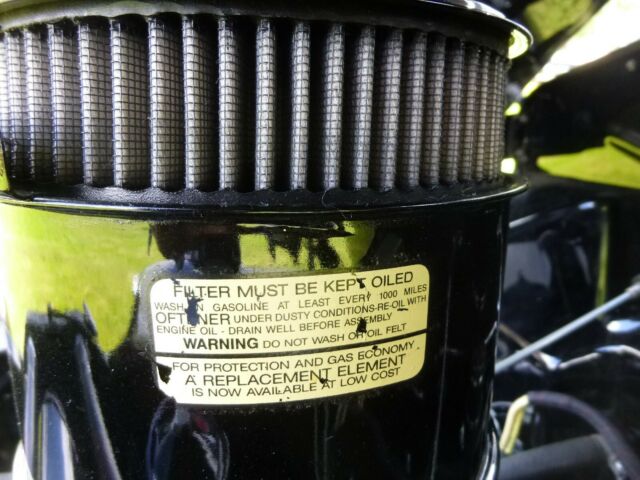 FILTER MUST BE KEPT OILED
WASH IN GASOLINE AT LEAST EVERY 1000 MILES
OFTENER UNDER DUSTY CONDITIONS-RE-OIL WITH
ENGINE OIL - DRAIN WELL BEFORE ASSEMBLY
WARNING DO NOT WASH OR OIL FELT
FOR PROTECTION AND GAS ECONOMY
A REPLACEMENT ELEMENT
IS NOW AVAILABLE AT LOW COST